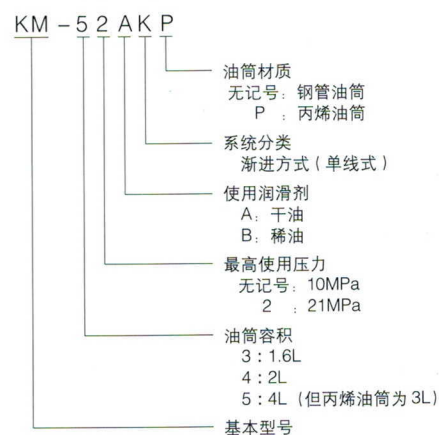 KM-52AKP
油筒材质
无记号：钢管油筒
P ：丙烯油筒
系统分类
渐进方式（单线式）
使用润滑剂
A：干油
B：稀油
最高使用压力
无记号：10MPa
2 ：21MPa
油筒容积
3：1.6L
4：2L
5：4L（但丙烯油筒为3L）
基本型号